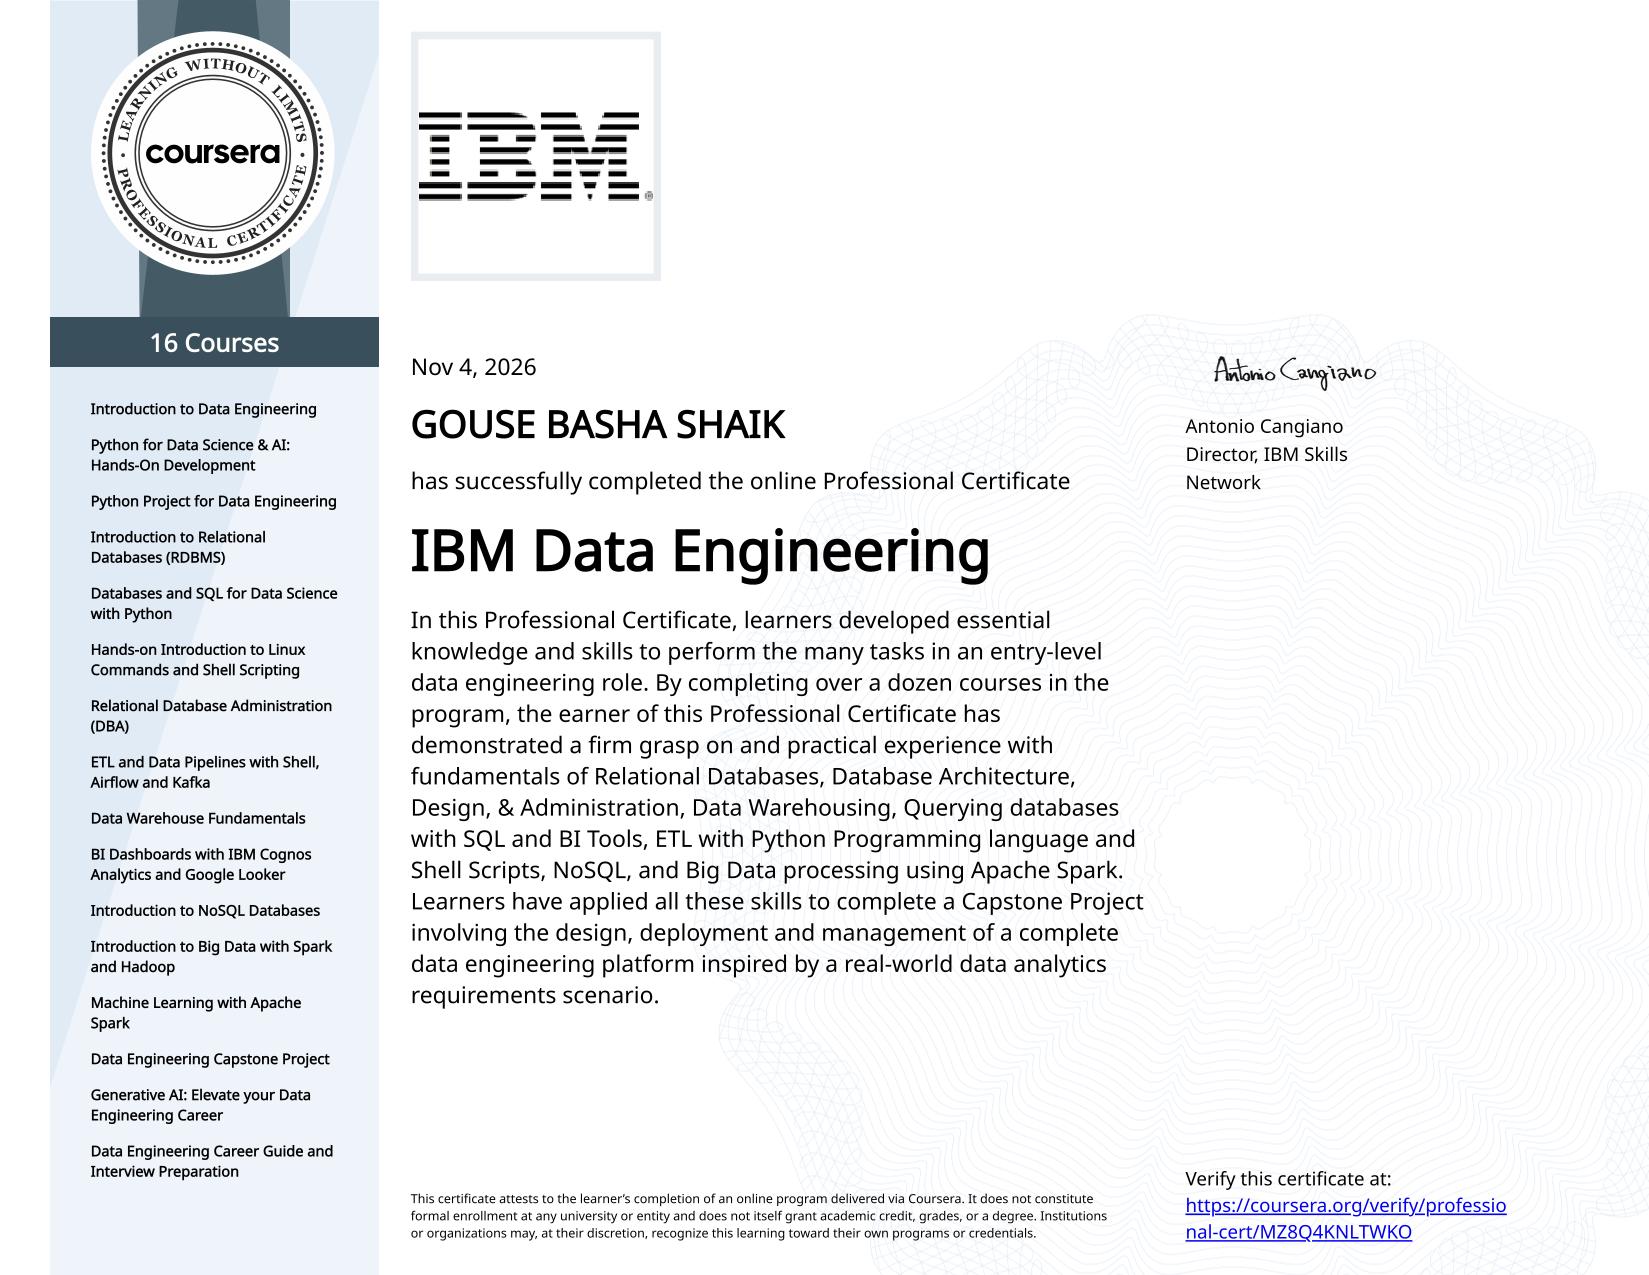 LEARNING WITHOUT LIMITS
coursera
PROFESSIONAL CERTIFICATE
16 Courses
Introduction to Data Engineering
Python for Data Science & AI:
Hands-On Development
Python Project for Data Engineering
Introduction to Relational
Databases (RDBMS)
Databases and SQL for Data Science
with Python
Hands-on Introduction to Linux
Commands and Shell Scripting
Relational Database Administration
(DBA)
ETL and Data Pipelines with Shell,
Airflow and Kafka
Data Warehouse Fundamentals
BI Dashboards with IBM Cognos
Analytics and Google Looker
Introduction to NoSQL Databases
Introduction to Big Data with Spark
and Hadoop
Machine Learning with Apache
Spark
Data Engineering Capstone Project
Generative AI: Elevate your Data
Engineering Career
Data Engineering Career Guide and
Interview Preparation
IBM®
Nov 4, 2026
GOUSE BASHA SHAIK
has successfully completed the online Professional Certificate
IBM Data Engineering
In this Professional Certificate, learners developed essential
knowledge and skills to perform the many tasks in an entry-level
data engineering role. By completing over a dozen courses in the
program, the earner of this Professional Certificate has
demonstrated a firm grasp on and practical experience with
fundamentals of Relational Databases, Database Architecture,
Design, & Administration, Data Warehousing, Querying databases
with SQL and BI Tools, ETL with Python Programming language and
Shell Scripts, NoSQL, and Big Data processing using Apache Spark.
Learners have applied all these skills to complete a Capstone Project
involving the design, deployment and management of a complete
data engineering platform inspired by a real-world data analytics
requirements scenario.
This certificate attests to the learner’s completion of an online program delivered via Coursera. It does not constitute
formal enrollment at any university or entity and does not itself grant academic credit, grades, or a degree. Institutions
or organizations may, at their discretion, recognize this learning toward their own programs or credentials.
Antonio Cangiano
Antonio Cangiano
Director, IBM Skills
Network
Verify this certificate at:
https://coursera.org/verify/professio
nal-cert/MZ8Q4KNLTWKO